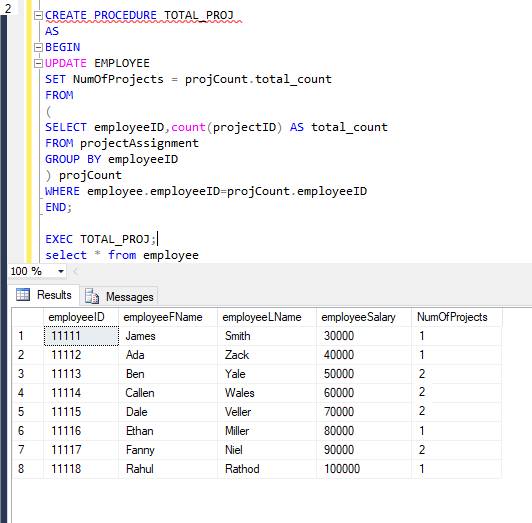 2
CREATE PROCEDURE TOTAL_PROJ
AS
BEGIN
UPDATE EMPLOYEE
SET NumOfProjects = projCount.total_count
FROM
(
SELECT employeeID,count(projectID) AS total_count
FROM projectAssignment
GROUP BY employeeID
) projCount
WHERE employee.employeeID=projCount.employeeID
END;
EXEC TOTAL_PROJ;
select * from employee
100 %
Results Messages
employeeID employeeFName employeeLName employeeSalary NumOfProjects
1 11111 James Smith 30000 1
2 11112 Ada Zack 40000 1
3 11113 Ben Yale 50000 2
4 11114 Callen Wales 60000 2
5 11115 Dale Veller 70000 2
6 11116 Ethan Miller 80000 1
7 11117 Fanny Niel 90000 2
8 11118 Rahul Rathod 100000 1